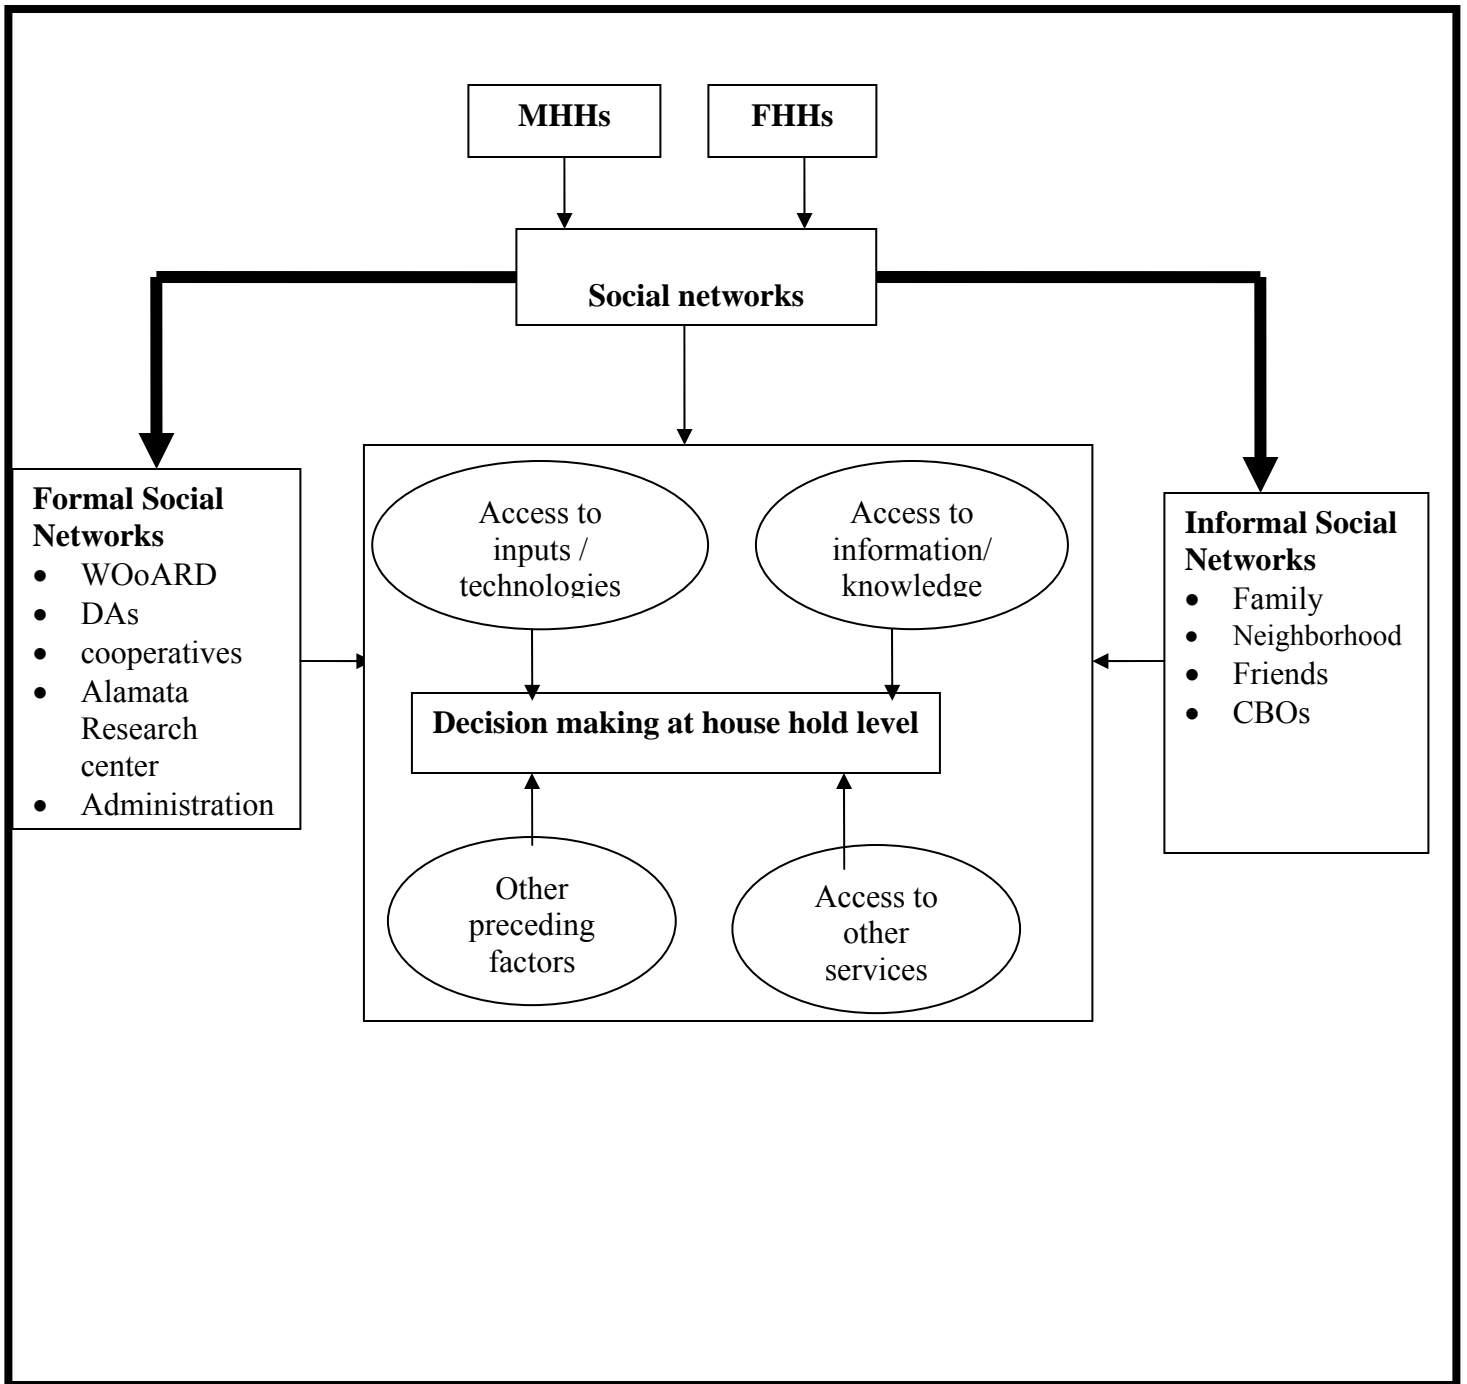 MHHs
FHHs
Social networks
Formal Social
Networks
• WOoARD
• DAs
• cooperatives
• Alamata
Research
center
• Administration
Access to
inputs /
technologies
Access to
information/
knowledge
Decision making at house hold level
Other
preceding
factors
Access to
other
services
Informal Social
Networks
• Family
• Neighborhood
• Friends
• CBOs